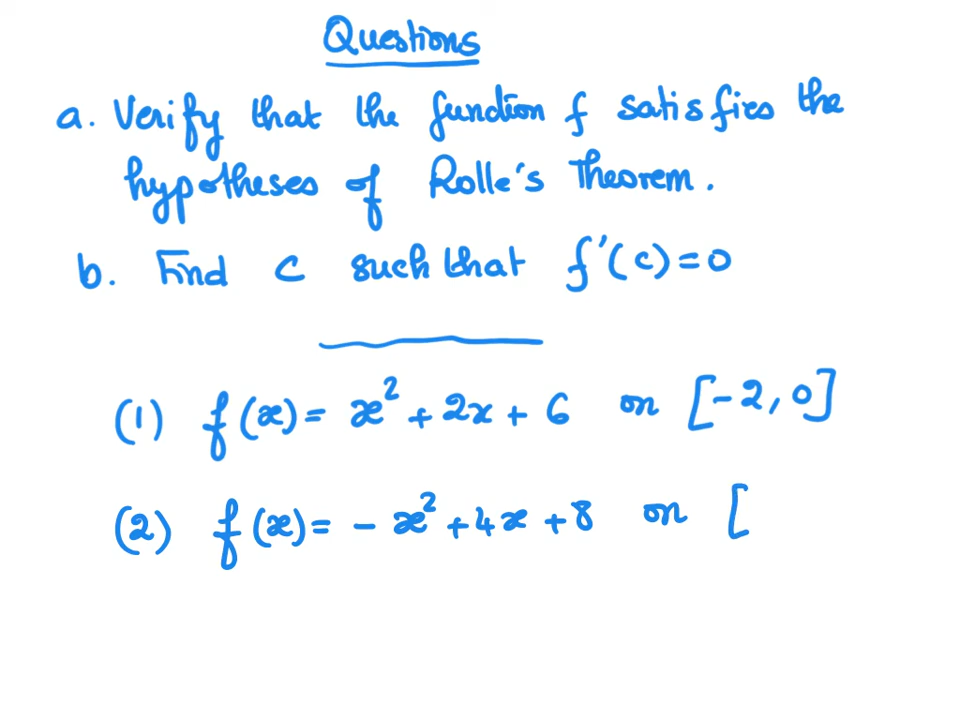 Questions
a. Verify that the function f satisfies the
hypotheses of Rolle's Theorem.
b. Find c such that f'(c)=0
(1) f(x)= x² + 2x + 6 on [-2, 0]
(2) f(x)= - x² + 4x + 8 on [